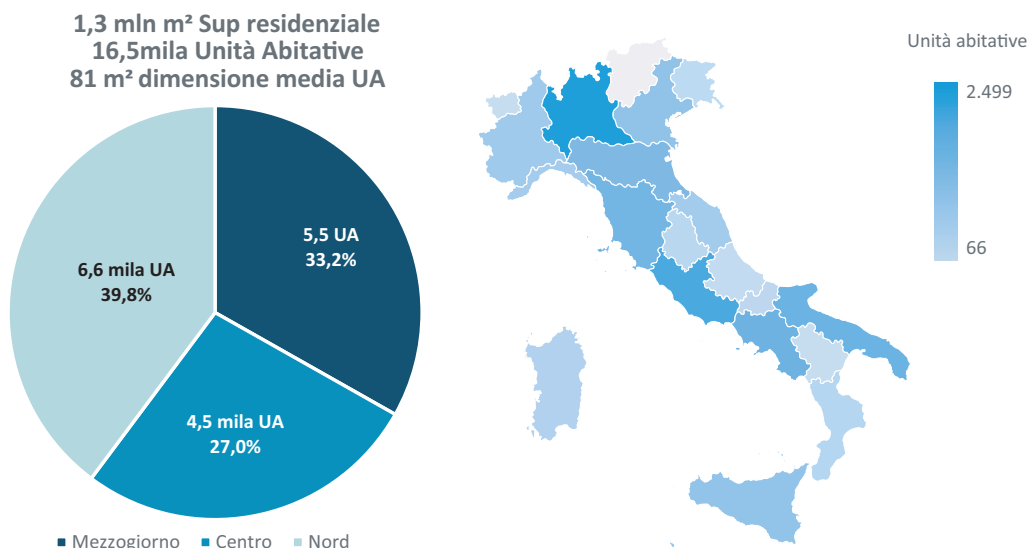 1,3 mln m² Sup residenziale
16,5mila Unità Abitative
81 m² dimensione media UA
5,5 UA
33,2%
6,6 mila UA
39,8%
4,5 mila UA
27,0%
Mezzogiorno Centro Nord
Unità abitative
2.499
66